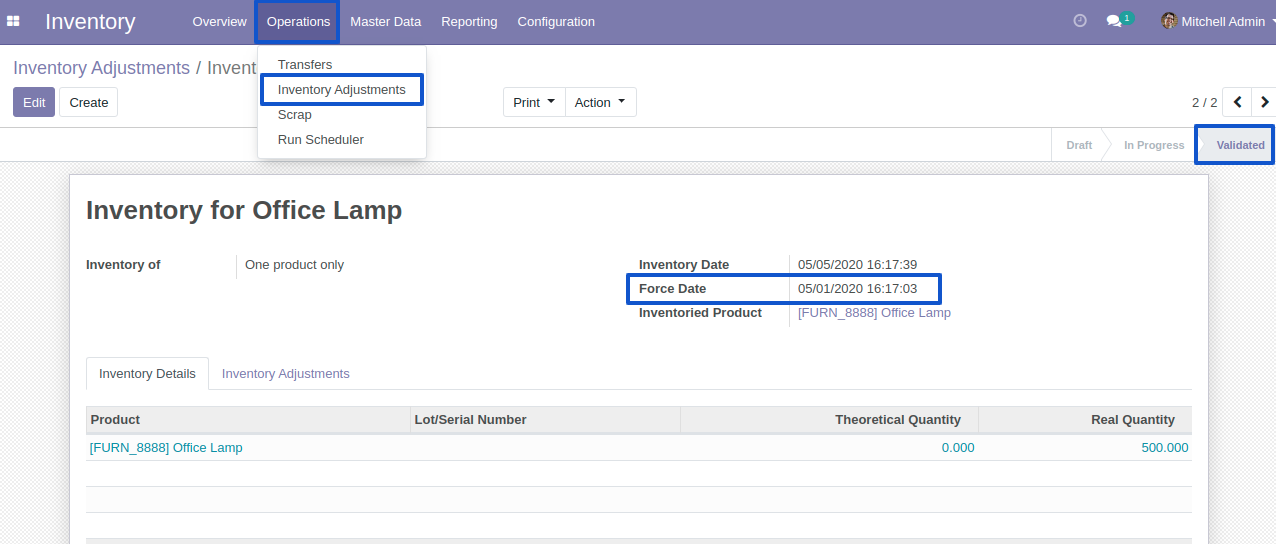 Inventory Overview Operations Master Data Reporting Configuration 1 Mitchell Admin
Transfers
Inventory Adjustments / Invent
Inventory Adjustments
Edit Create Print Action 2 / 2
Scrap
Run Scheduler
Draft In Progress Validated
Inventory for Office Lamp
Inventory of One product only Inventory Date 05/05/2020 16:17:39
Force Date 05/01/2020 16:17:03
Inventoried Product [FURN_8888] Office Lamp
Inventory Details Inventory Adjustments
Product Lot/Serial Number Theoretical Quantity Real Quantity
[FURN_8888] Office Lamp 0.000 500.000